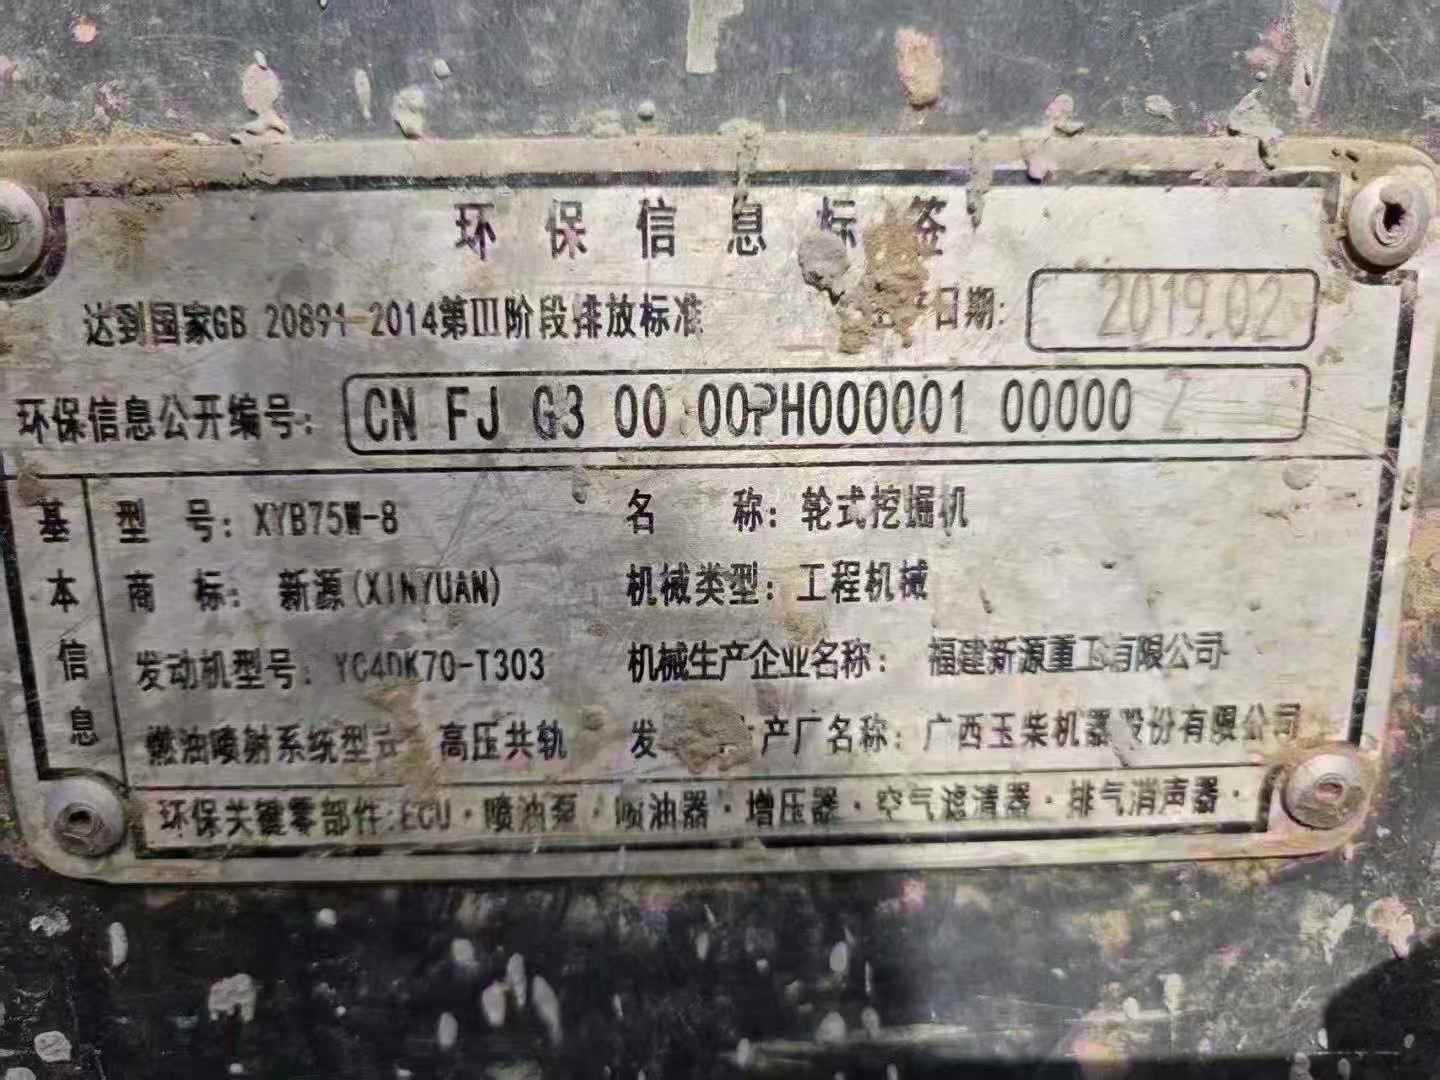 环保信息标签
达到国家GB 20891-2014第III阶段排放标准 日期: 2019.02
环保信息公开编号: CN FJ G3 00 00 00PH000001 00000 2
基本信息
型号: XYB75W-8 名称: 轮式挖掘机
商标: 新源(XINYUAN) 机械类型: 工程机械
发动机型号: YC4DK70-T303 机械生产企业名称: 福建新源重工有限公司
燃油喷射系统型式 高压共轨 发 产厂名称: 广西玉柴机器股份有限公司
环保关键零部件:ECU·喷油泵·喷油器·增压器·空气滤清器·排气消声器·